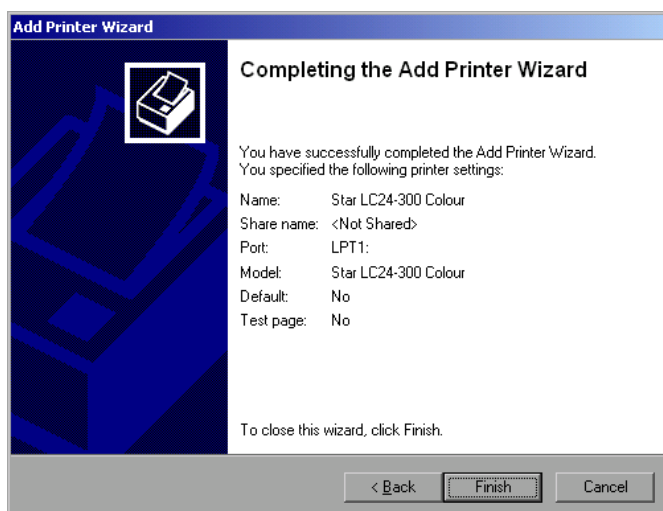 Add Printer Wizard
Completing the Add Printer Wizard
You have successfully completed the Add Printer Wizard.
You specified the following printer settings:
Name: Star LC24-300 Colour
Share name: <Not Shared>
Port: LPT1:
Model: Star LC24-300 Colour
Default: No
Test page: No
To close this wizard, click Finish.
< Back Finish Cancel